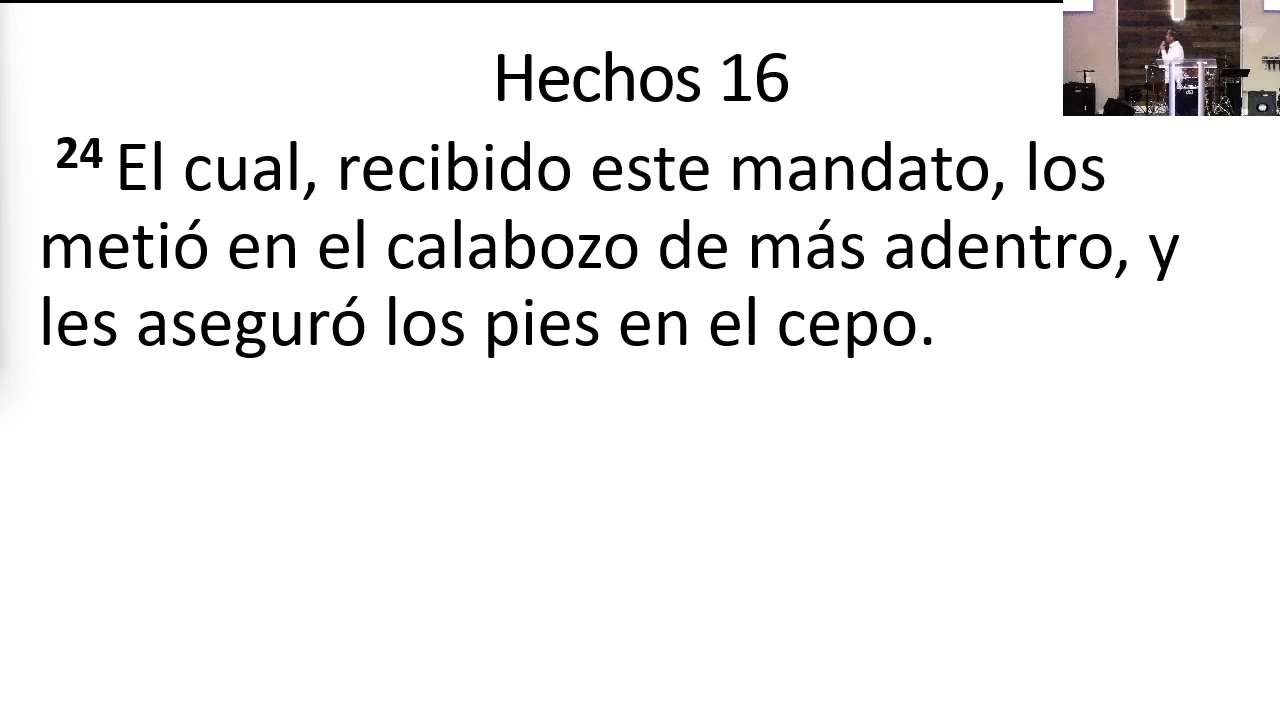 Hechos 16
24 El cual, recibido este mandato, los
metió en el calabozo de más adentro, y
les aseguró los pies en el cepo.